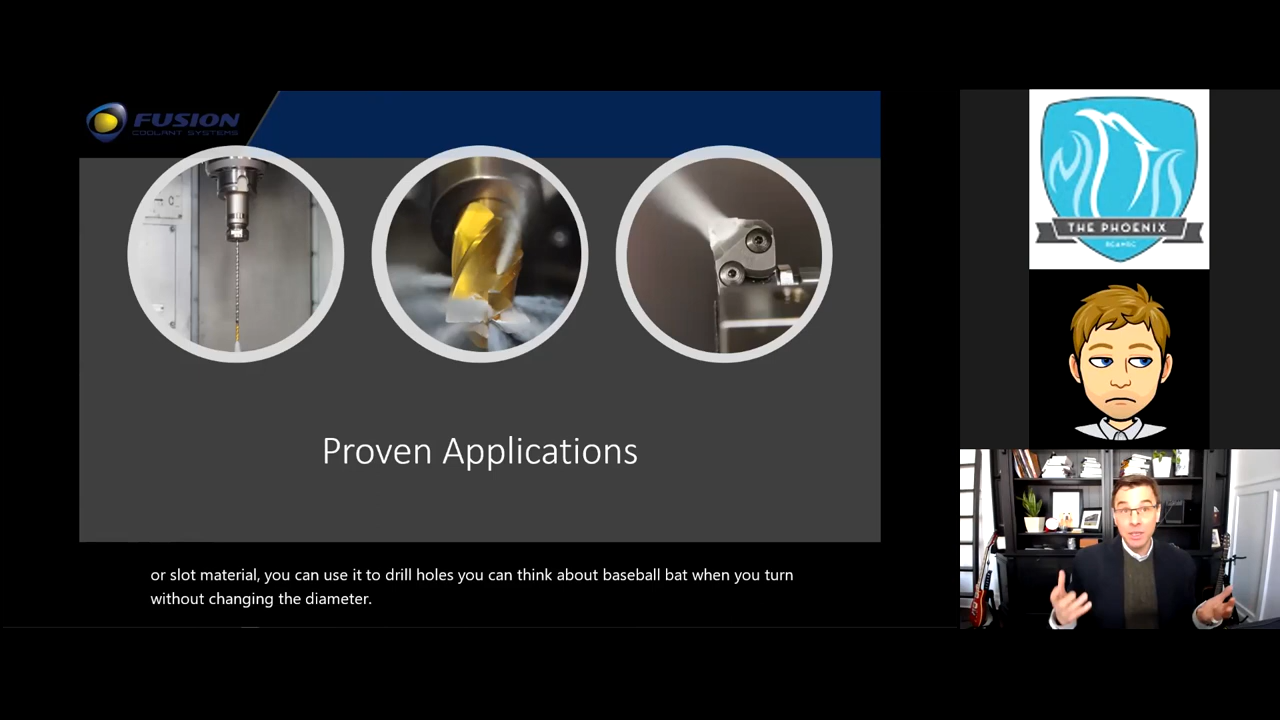 FUSION
COOLANT SYSTEMS
THE PHOENIX
Proven Applications
or slot material, you can use it to drill holes you can think about baseball bat when you turn
without changing the diameter.